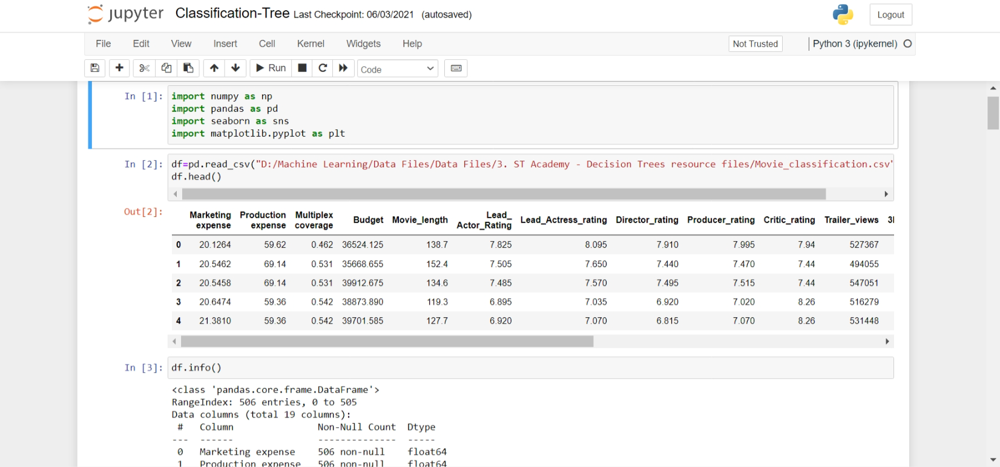 jupyter Classification-Tree Last Checkpoint: 06/03/2021 (autosaved)
Logout
File Edit View Insert Cell Kernel Widgets Help
Not Trusted
Python 3 (ipykernel)
Run
Code
In [1]: import numpy as np
import pandas as pd
import seaborn as sns
import matplotlib.pyplot as plt
In [2]: df=pd.read_csv("D:/Machine Learning/Data Files/Data Files/3. ST Academy - Decision Trees resource files/Movie_classification.csv"
df.head()
Out[2]:
Marketing expense Production expense Multiplex coverage Budget Movie_length Lead_ Actor_Rating Lead_Actress_rating Director_rating Producer_rating Critic_rating Trailer_views
0 20.1264 59.62 0.462 36524.125 138.7 7.825 8.095 7.910 7.995 7.94 527367
1 20.5462 69.14 0.531 35668.655 152.4 7.505 7.650 7.440 7.470 7.44 494055
2 20.5458 69.14 0.531 39912.675 134.6 7.485 7.570 7.495 7.515 7.44 547051
3 20.6474 59.36 0.542 38873.890 119.3 6.895 7.035 6.920 7.020 8.26 516279
4 21.3810 59.36 0.542 39701.585 127.7 6.920 7.070 6.815 7.070 8.26 531448
In [3]: df.info()
<class 'pandas.core.frame.DataFrame'>
RangeIndex: 506 entries, 0 to 505
Data columns (total 19 columns):
# Column Non-Null Count Dtype
--- ------ -------------- -----
0 Marketing expense 506 non-null float64
1 Production expense 506 non-null float64